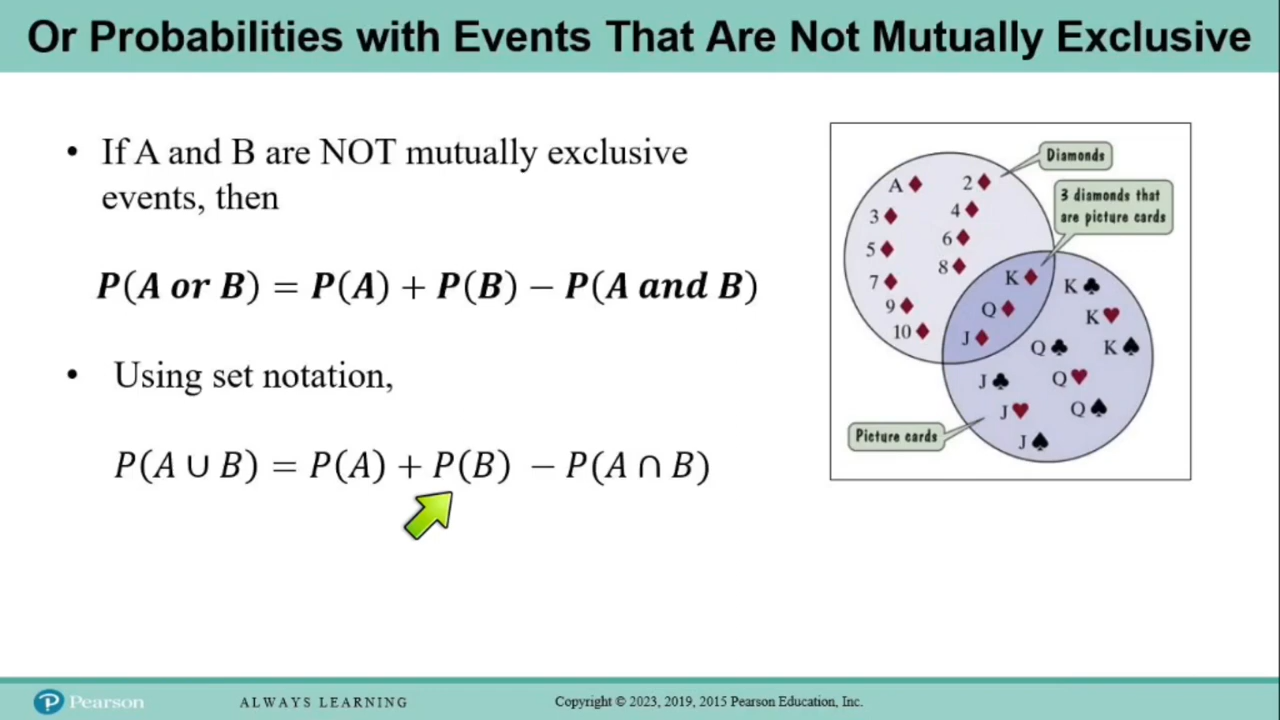 Or Probabilities with Events That Are Not Mutually Exclusive
• If A and B are NOT mutually exclusive
events, then
P(A or B) = P(A) + P(B) − P(A and B)
• Using set notation,
P(A ∪ B) = P(A) + P(B) − P(A ∩ B)
Diamonds
3 diamonds that
are picture cards
A♦ 2♦
3♦ 4♦
5♦ 6♦
7♦ 8♦
9♦
10♦
K♦
Q♦
J♦
K♣
K♥
Q♣ K♠
J♣ Q♥
J♥ Q♠
J♠
Picture cards
P Pearson
ALWAYS LEARNING
Copyright © 2023, 2019, 2015 Pearson Education, Inc.